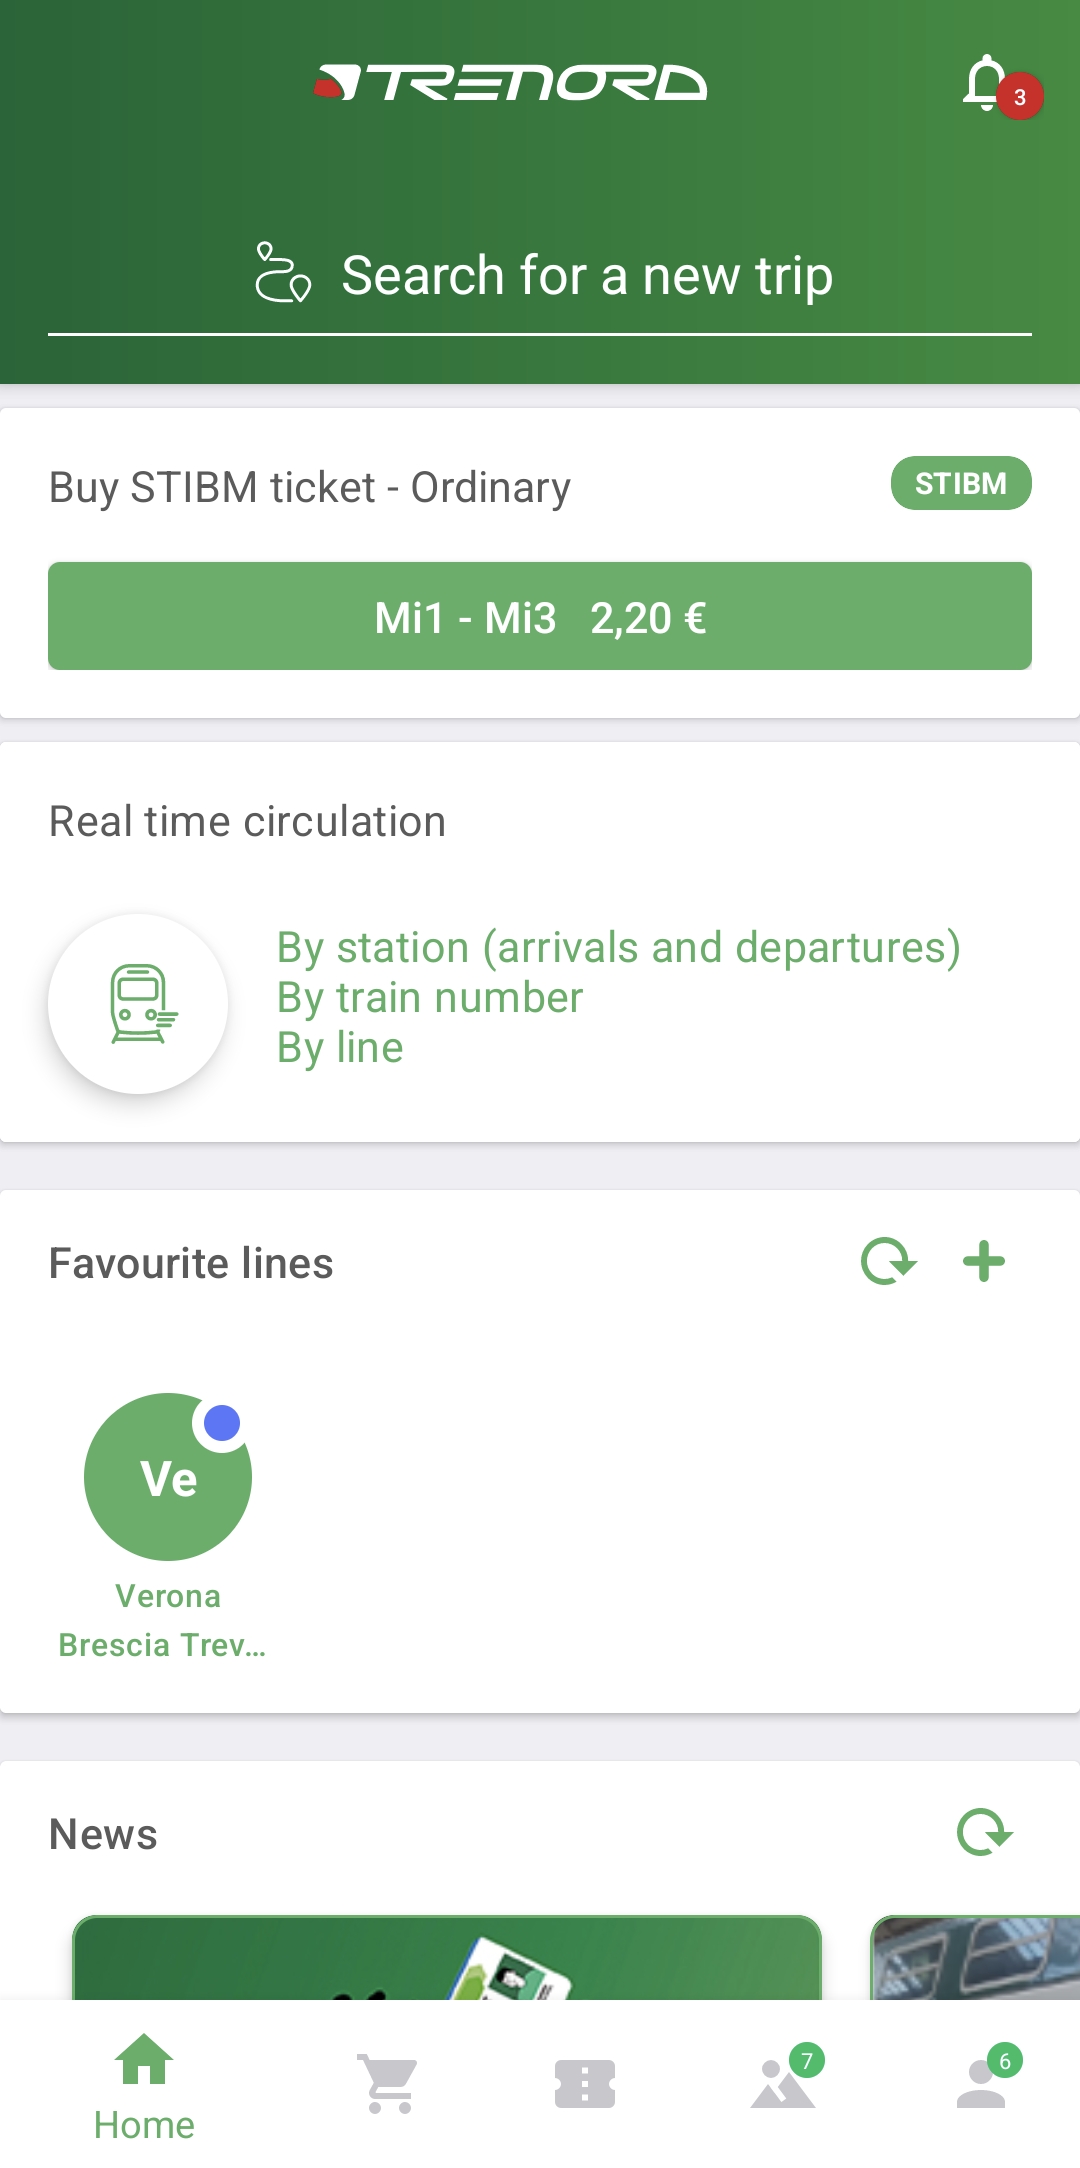 TRENORD
3
Search for a new trip
Buy STIBM ticket - Ordinary
STIBM
Mi1 - Mi3 2,20 €
Real time circulation
By station (arrivals and departures)
By train number
By line
Favourite lines
Ve
Verona
Brescia Trev...
News
7
6
Home